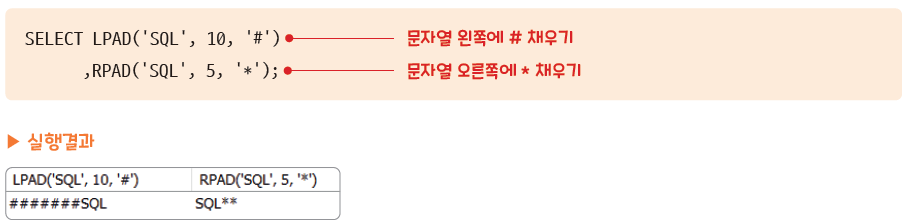 SELECT LPAD('SQL', 10, '#') 문자열 왼쪽에 # 채우기
,RPAD('SQL', 5, '*'); 문자열 오른쪽에 * 채우기
▶ 실행결과
LPAD('SQL', 10, '#') RPAD('SQL', 5, '*')
#######SQL SQL**